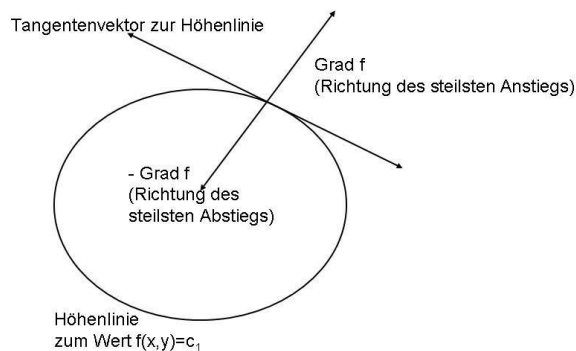 Tangentenvektor zur Höhenlinie
Grad f
(Richtung des steilsten Anstiegs)
- Grad f
(Richtung des
steilsten Abstiegs)
Höhenlinie
zum Wert f(x,y)=c₁